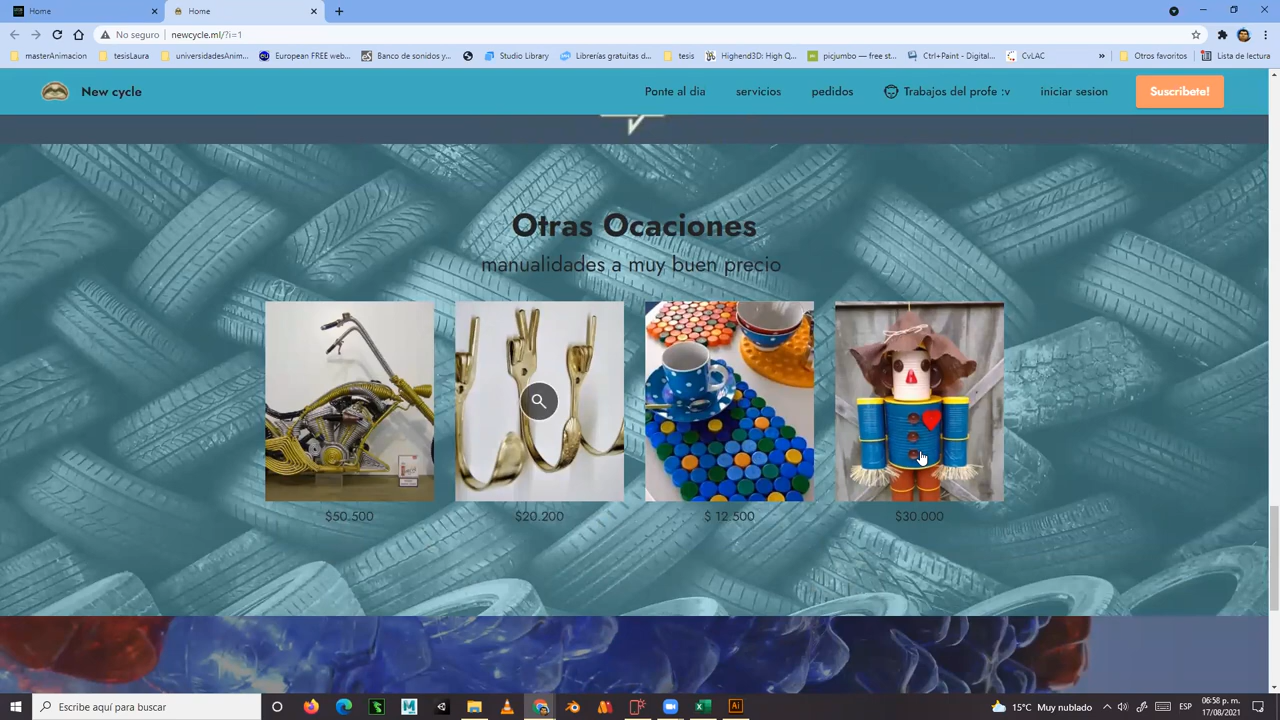 Home
Home
No seguro
newcycle.ml/?i=1
masterAnimacion
tesisLaura
universidadesAnim...
European FREE web...
Banco de sonidos y...
Studio Library
Librerías gratuitas d...
tesis
Highend3D: High Q...
picjumbo — free st...
Ctrl+Paint - Digital...
CvLAC
»
Otros favoritos
Lista de lectura
New cycle
Ponte al dia
servicios
pedidos
Trabajos del profe :v
iniciar sesion
Suscribete!
Otras Ocaciones
manualidades a muy buen precio
$50.500
$20.200
$ 12.500
$30.000
Escribe aquí para buscar
15°C Muy nublado
ESP
06:58 p. m.
17/08/2021